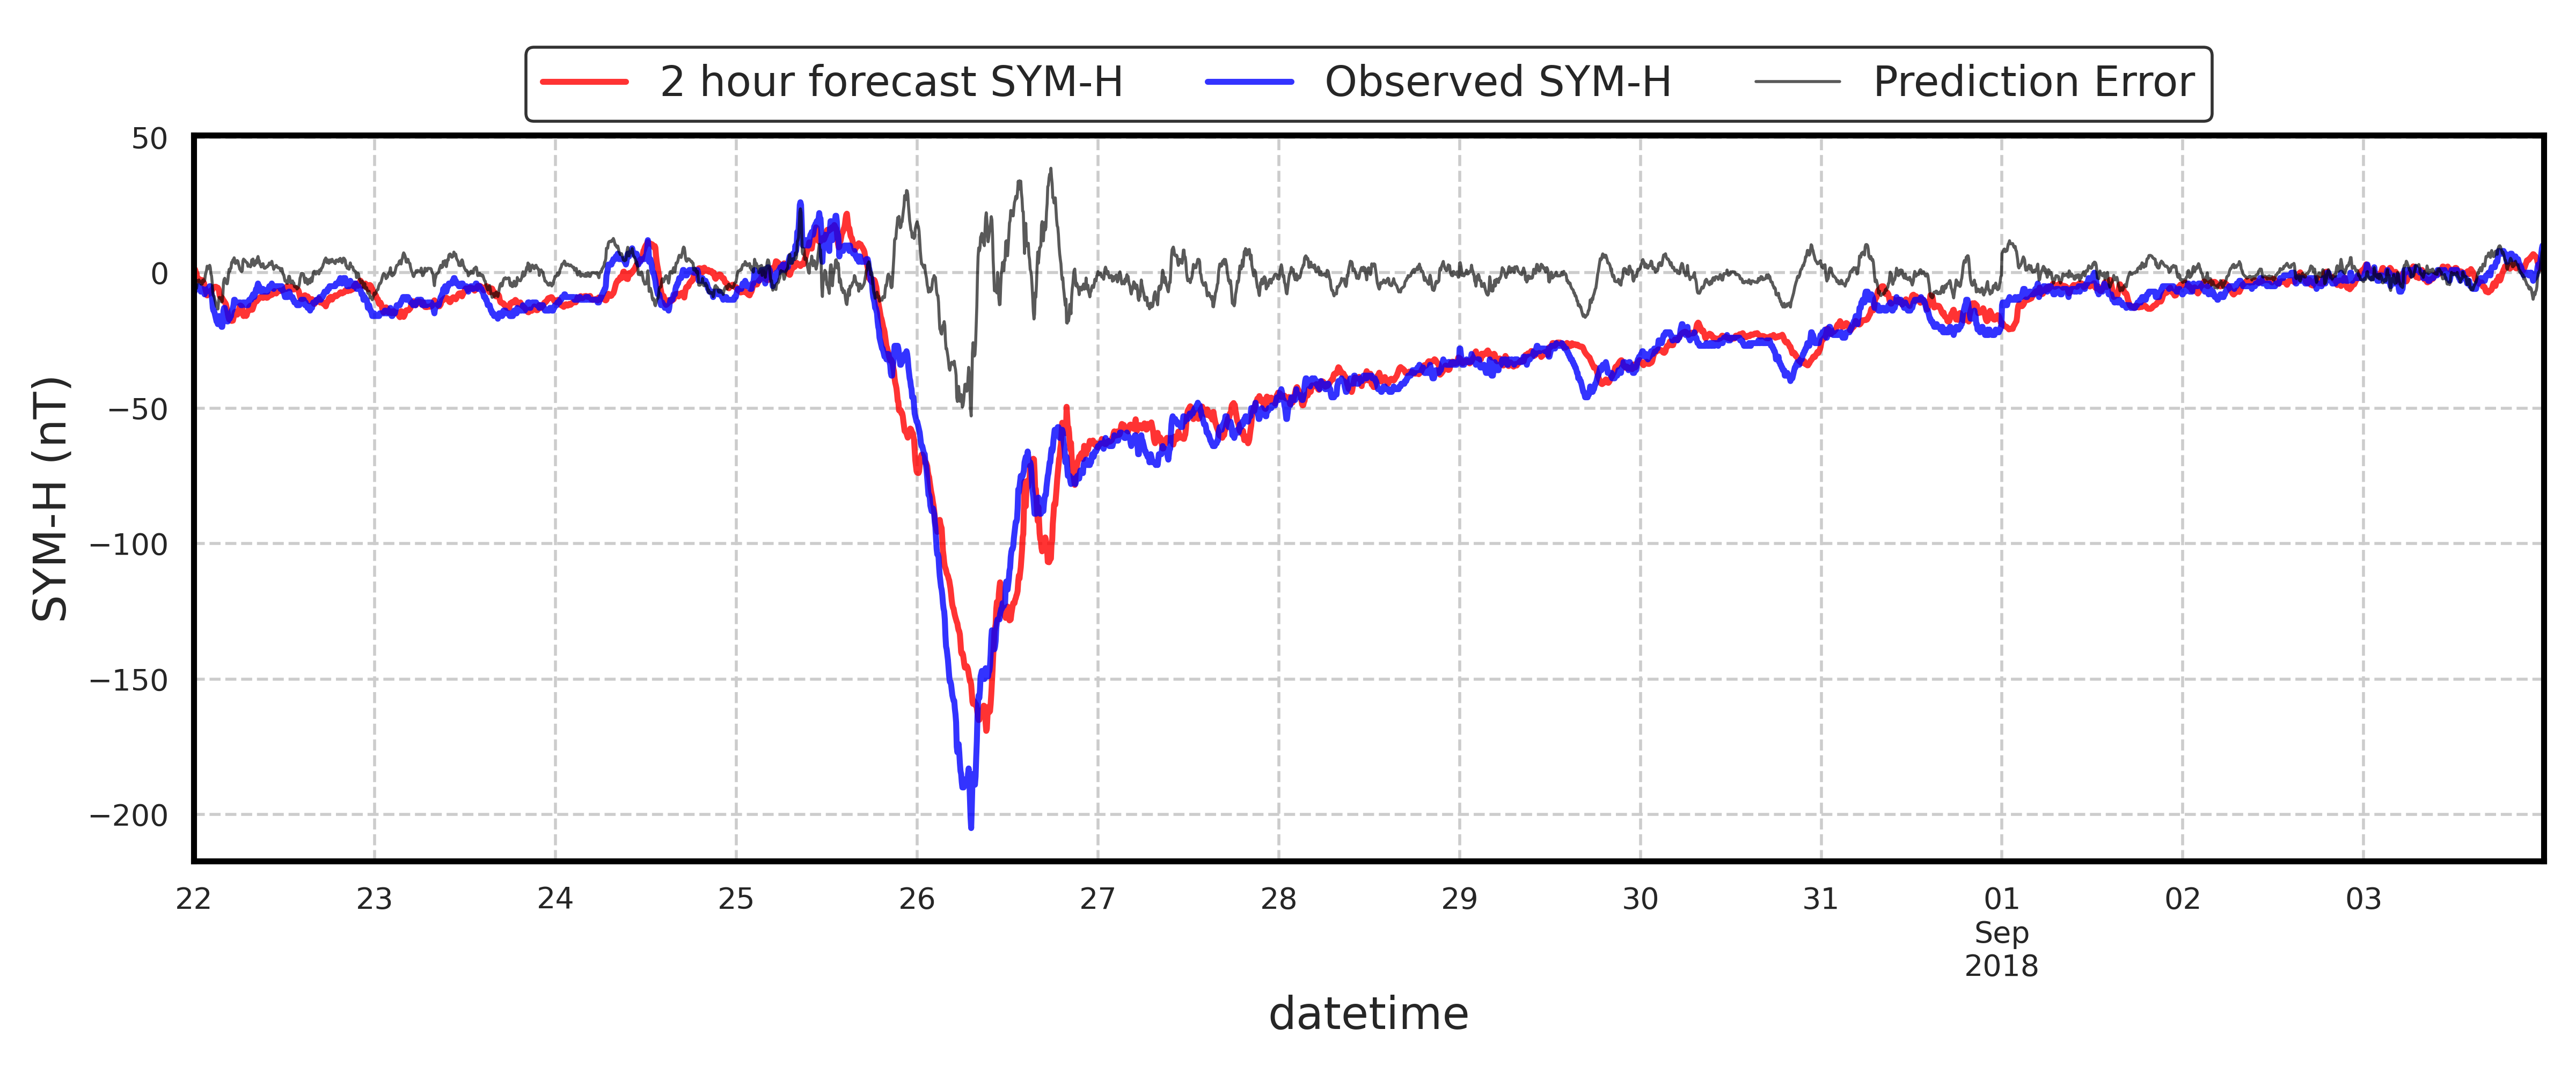 2 hour forecast SYM-H Observed SYM-H Prediction Error
50
0
−50
−100
−150
−200
SYM-H (nT)
22 23 24 25 26 27 28 29 30 31 01 02 03
Sep
2018
datetime